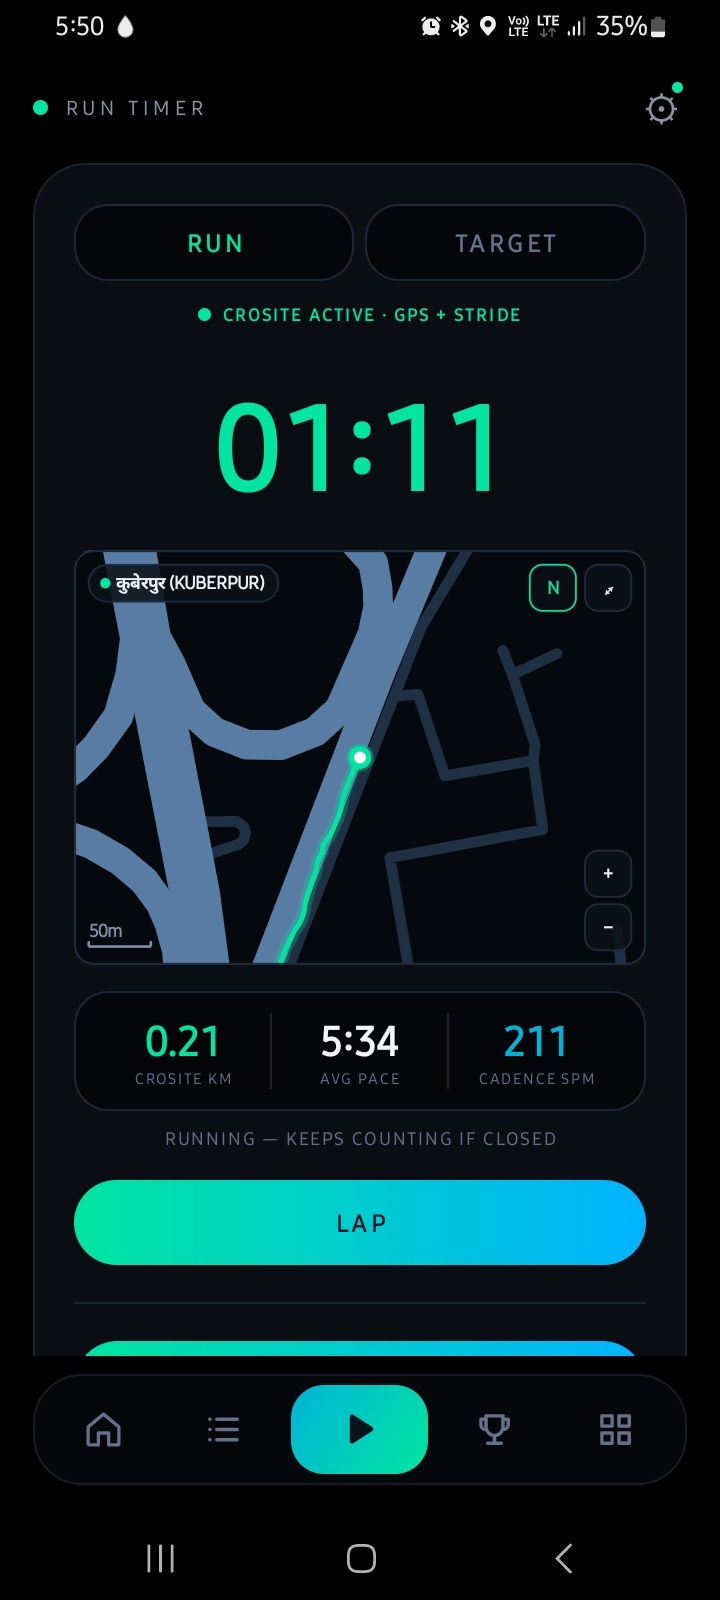 5:50
Vo)) LTE LTE 35%
RUN TIMER
RUN TARGET
CROSITE ACTIVE · GPS + STRIDE
01:11
कुबेरपुर (KUBERPUR) N
+
50m −
0.21 5:34 211
CROSITE KM AVG PACE CADENCE SPM
RUNNING — KEEPS COUNTING IF CLOSED
LAP